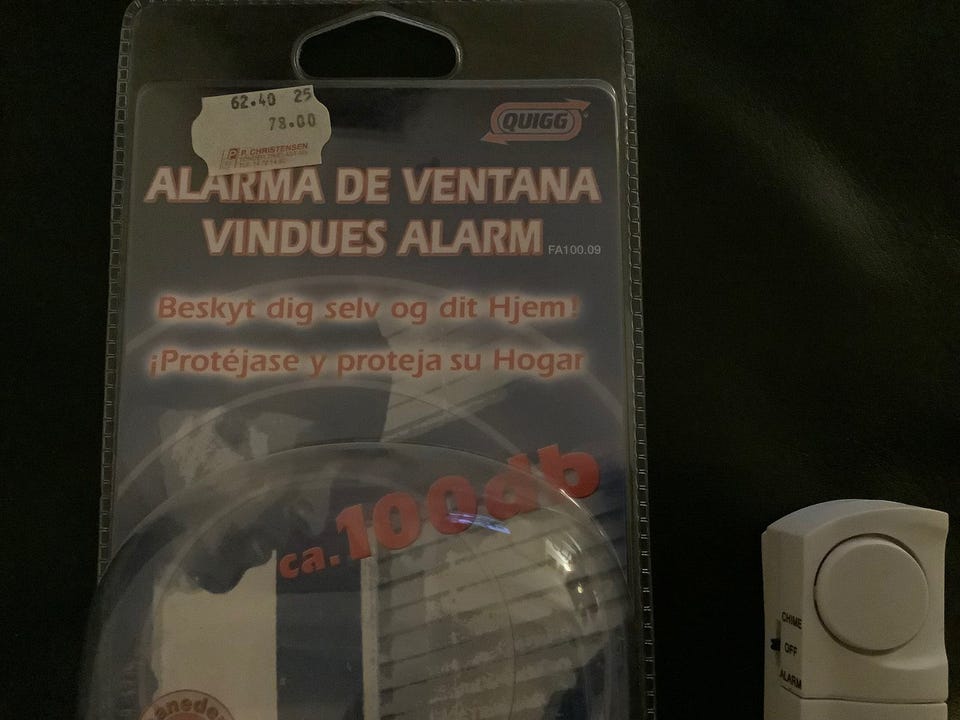 62.40 25
78.00
P. CHRISTENSEN
QUIGG
ALARMA DE VENTANA
VINDUES ALARM
FA100.09
Beskyt dig selv og dit Hjem!
¡Protéjase y proteja su Hogar
ca.100db
CHIME
OFF
ALARM